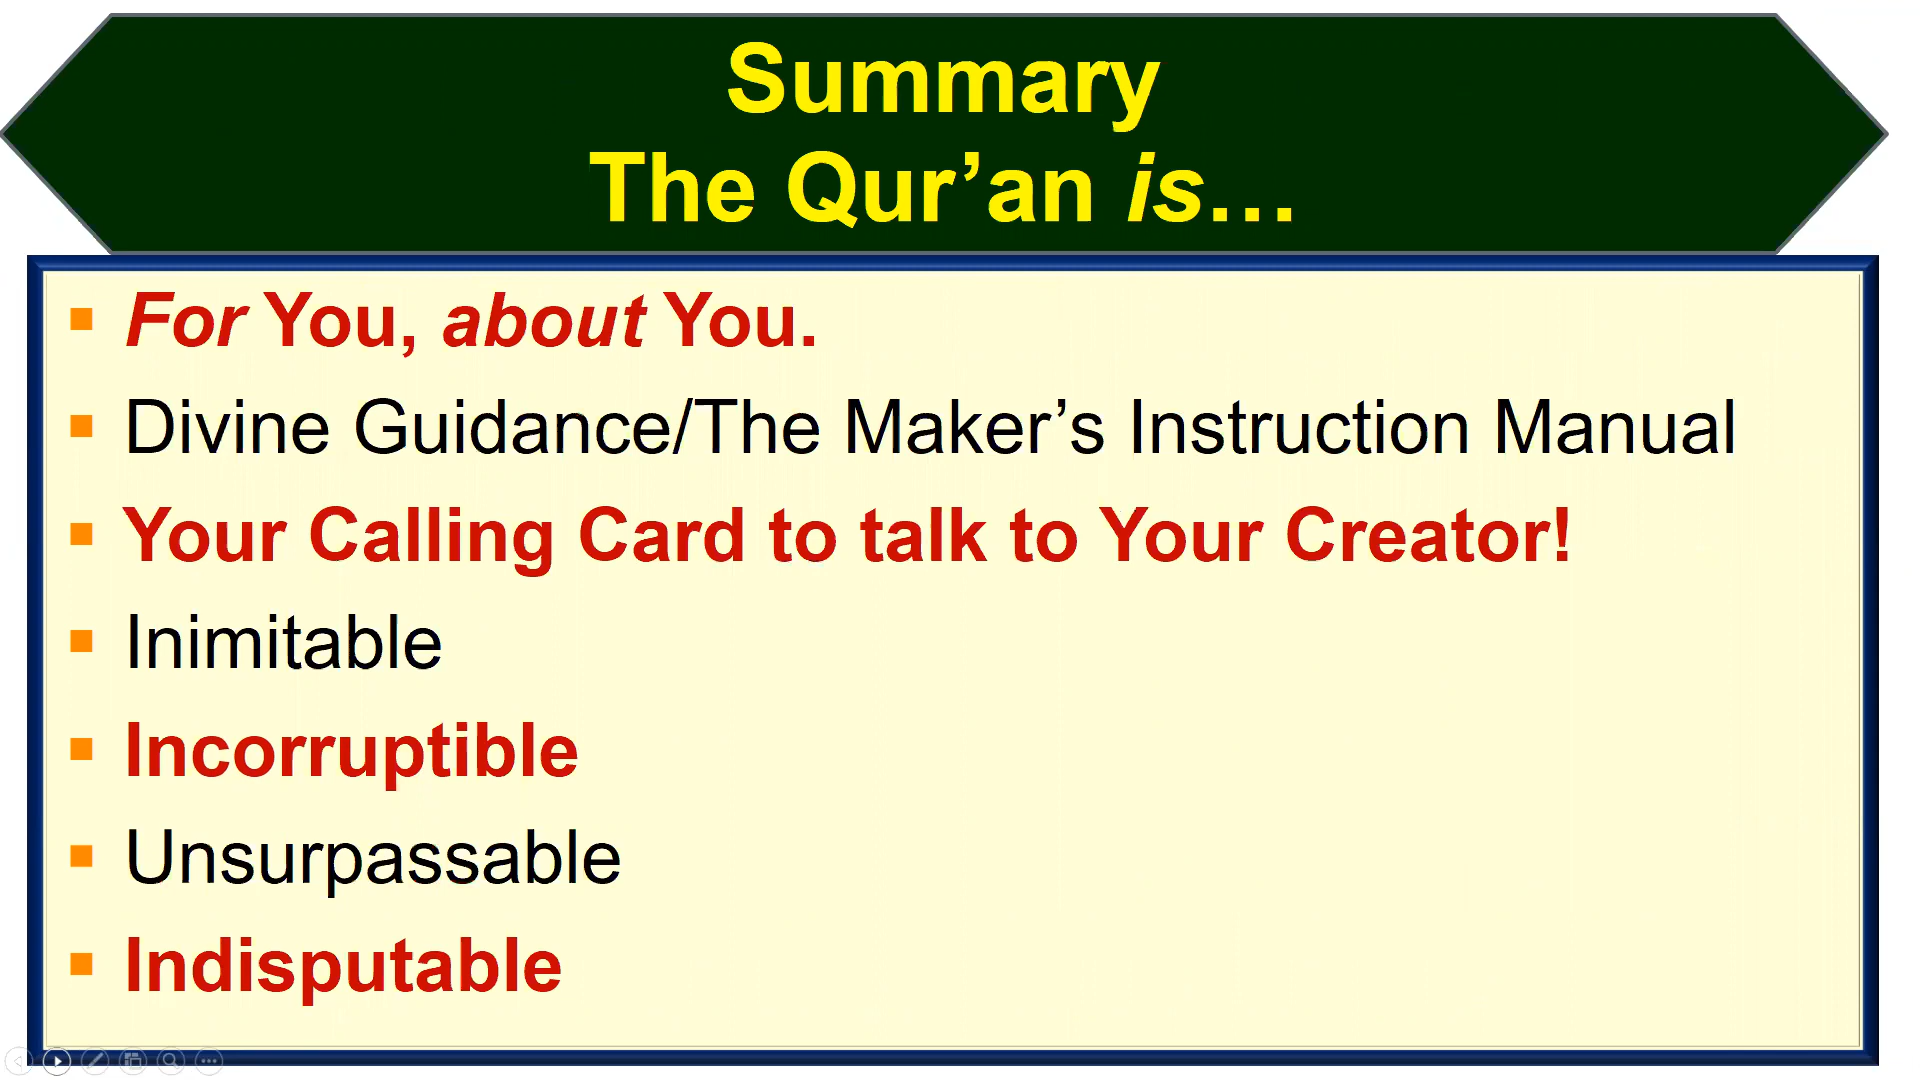 Summary
The Qur’an is…
For You, about You.
Divine Guidance/The Maker’s Instruction Manual
Your Calling Card to talk to Your Creator!
Inimitable
Incorruptible
Unsurpassable
Indisputable